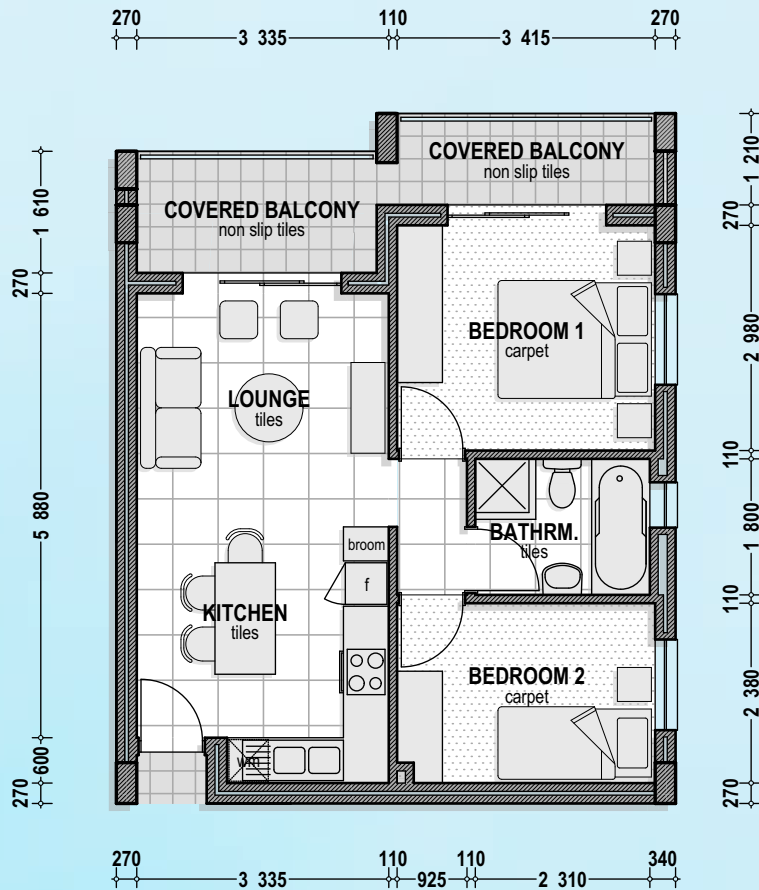 270 110 270
3 335 3 415
COVERED BALCONY
non slip tiles
COVERED BALCONY
non slip tiles
1 610
270
5 880
600
270
1 210
270
2 980
110
1 800
110
2 380
270
BEDROOM 1
carpet
LOUNGE
tiles
BATHRM.
tiles
broom
f
KITCHEN
tiles
BEDROOM 2
carpet
wm
270 110 110 340
3 335 925 2 310